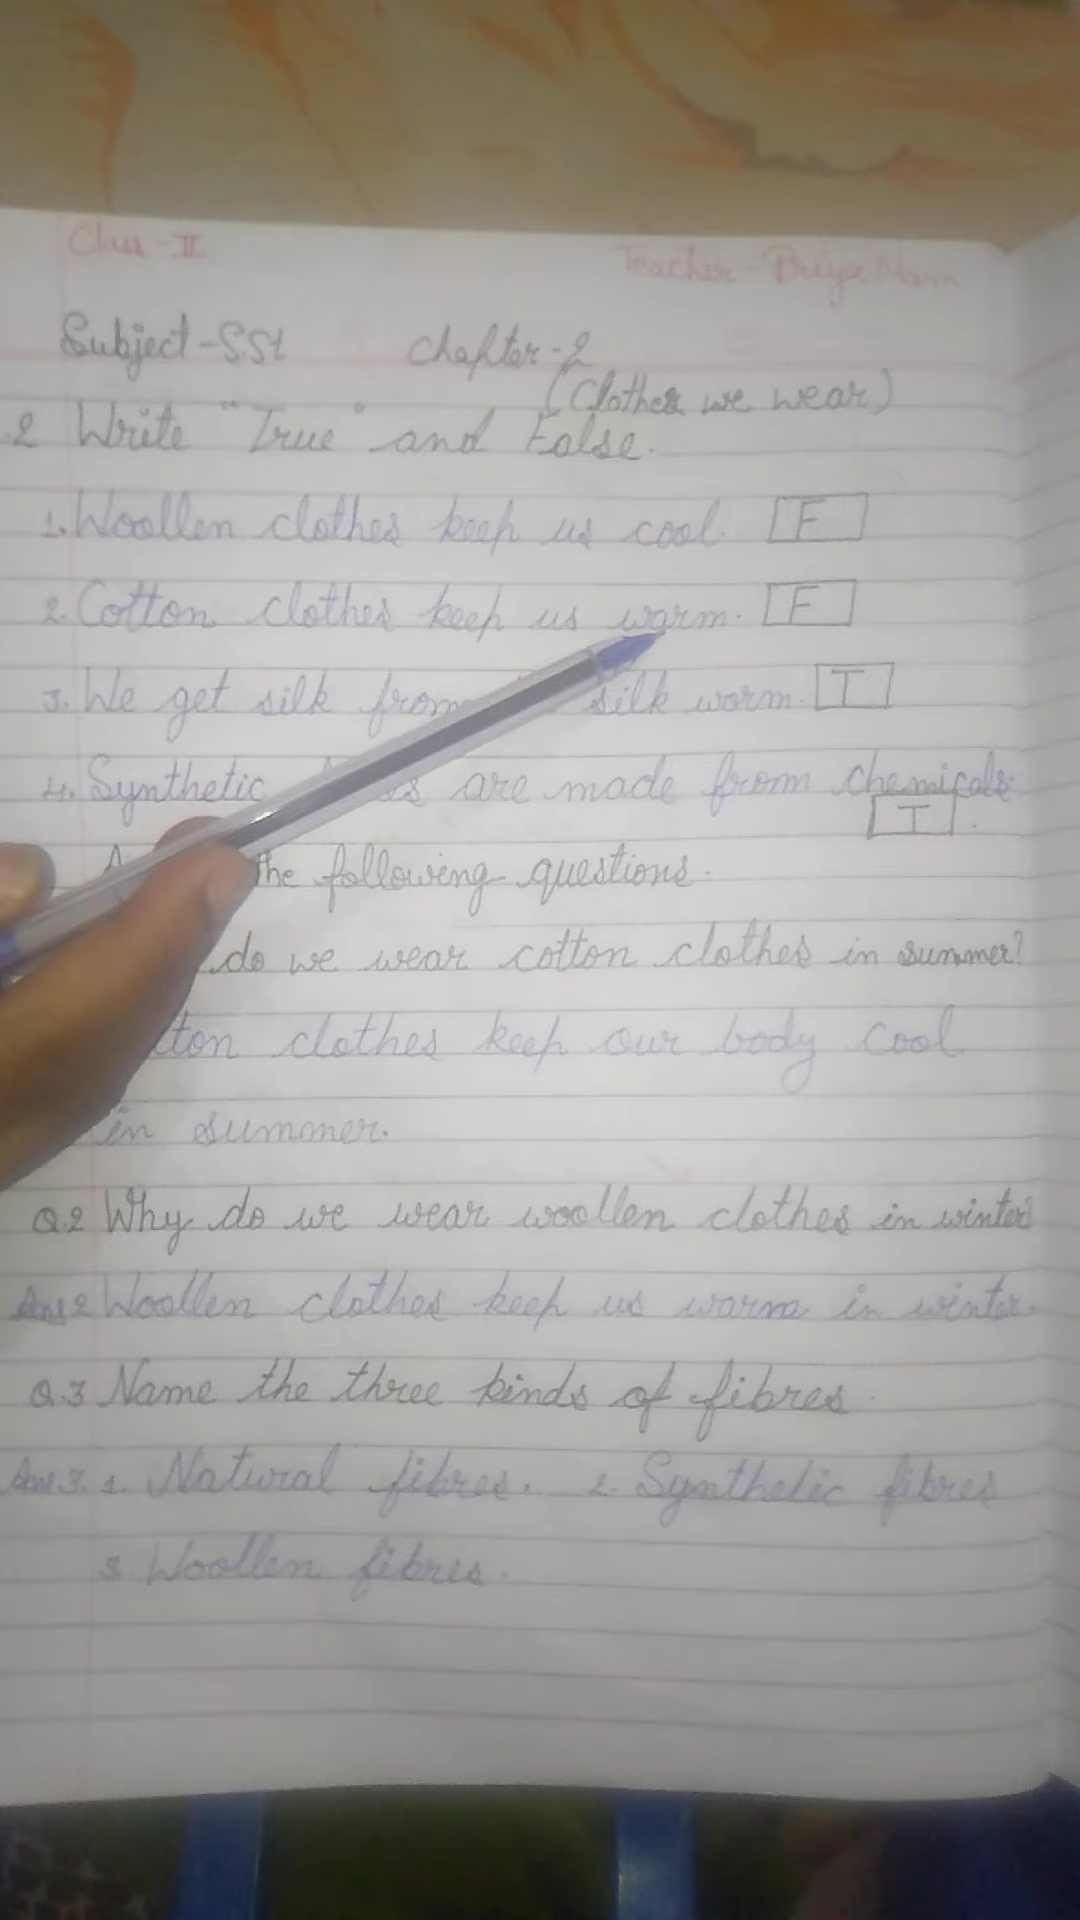 Class - II Teacher - Priya Mam
Subject - SSt Chapter - 2
(Clothes we wear)
2 Write "True" and False.
1. Woollen clothes keep us cool. F
2. Cotton clothes keep us warm. F
3. We get silk from silk worm. T
4. Synthetic are made from chemicals.
T
the following questions.
do we wear cotton clothes in summer?
clothes keep our body cool
in summer.
Q.2 Why do we wear woollen clothes in winter
Ans 2 Woollen clothes keep us warm in winter.
Q.3 Name the three kinds of fibres.
Ans 3. 1. Natural fibres. 2. Synthetic fibres
3 Woollen fibres.